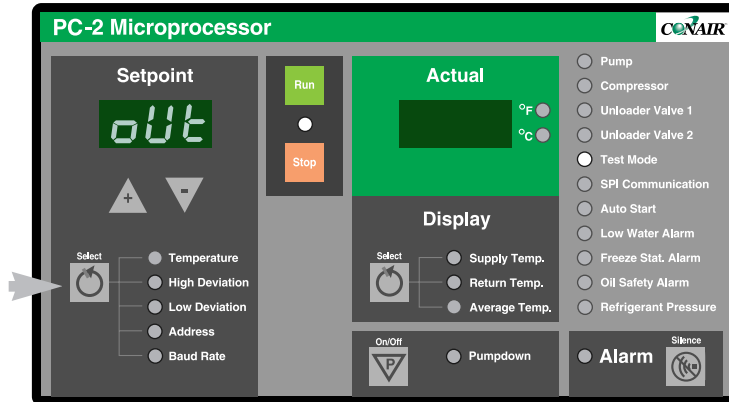 PC-2 Microprocessor
CONAIR
Setpoint
oUt
+
-
Select
Temperature
High Deviation
Low Deviation
Address
Baud Rate
Run
Stop
Actual
°F
°C
Display
Select
Supply Temp.
Return Temp.
Average Temp.
On/Off
P
Pumpdown
Pump
Compressor
Unloader Valve 1
Unloader Valve 2
Test Mode
SPI Communication
Auto Start
Low Water Alarm
Freeze Stat. Alarm
Oil Safety Alarm
Refrigerant Pressure
Alarm
Silence